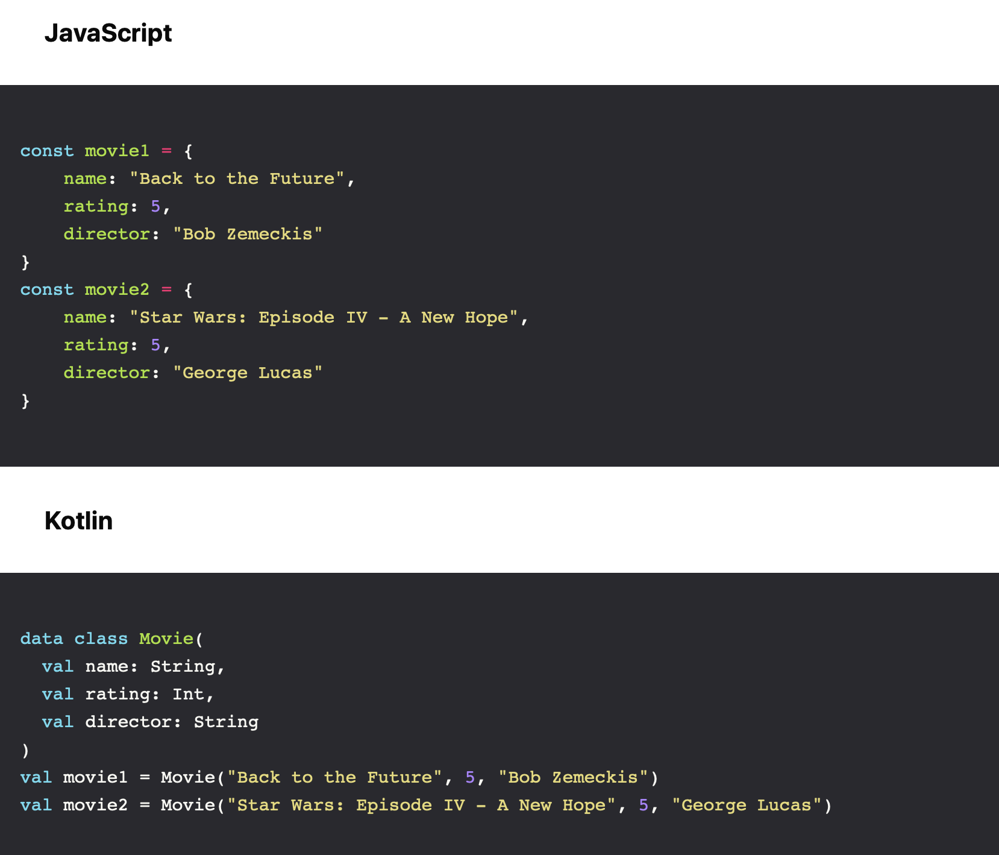 JavaScript
const movie1 = {
    name: "Back to the Future",
    rating: 5,
    director: "Bob Zemeckis"
}
const movie2 = {
    name: "Star Wars: Episode IV – A New Hope",
    rating: 5,
    director: "George Lucas"
}
Kotlin
data class Movie(
  val name: String,
  val rating: Int,
  val director: String
)
val movie1 = Movie("Back to the Future", 5, "Bob Zemeckis")
val movie2 = Movie("Star Wars: Episode IV – A New Hope", 5, "George Lucas")